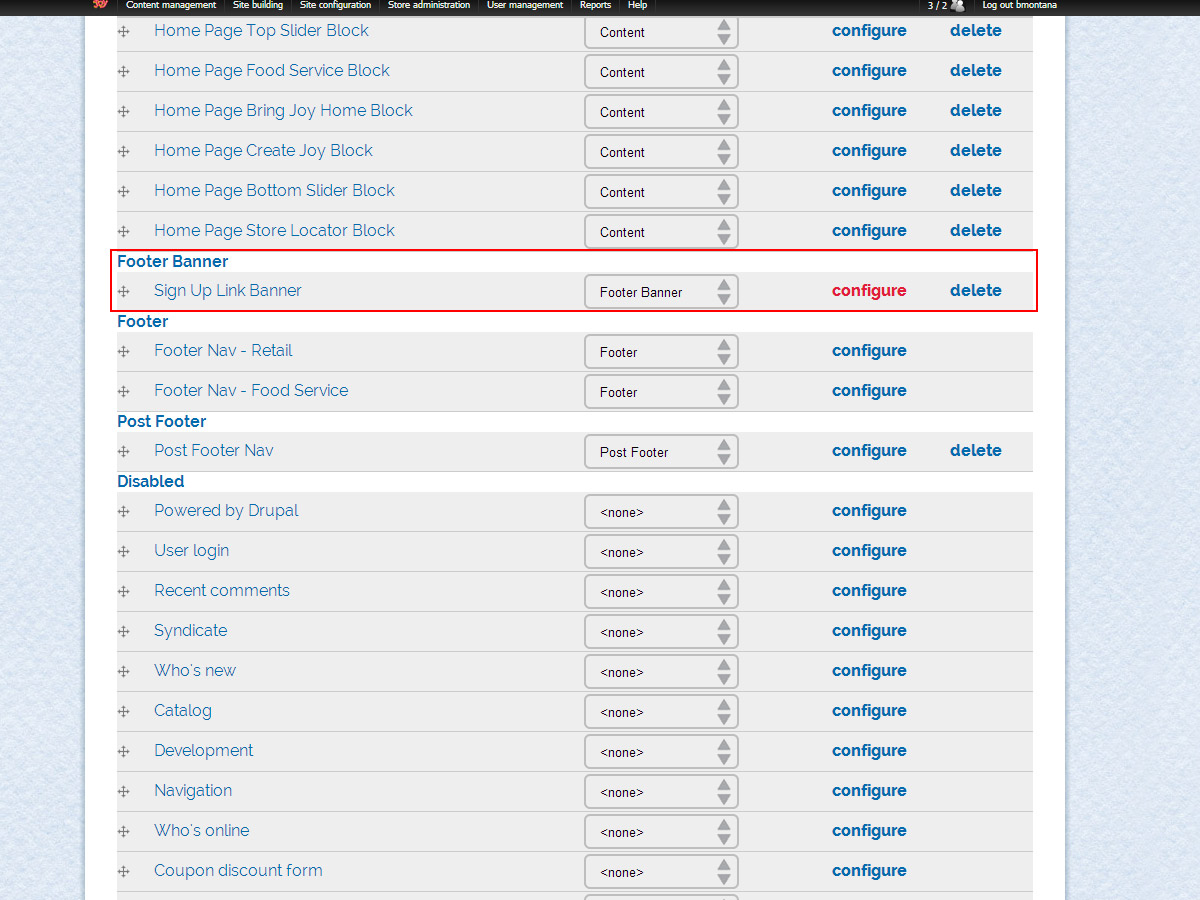 Content management Site building Site configuration Store administration User management Reports Help 3 / 2 Log out bmontana
Home Page Top Slider Block Content configure delete
Home Page Food Service Block Content configure delete
Home Page Bring Joy Home Block Content configure delete
Home Page Create Joy Block Content configure delete
Home Page Bottom Slider Block Content configure delete
Home Page Store Locator Block Content configure delete
Footer Banner
Sign Up Link Banner Footer Banner configure delete
Footer
Footer Nav - Retail Footer configure
Footer Nav - Food Service Footer configure
Post Footer
Post Footer Nav Post Footer configure delete
Disabled
Powered by Drupal <none> configure
User login <none> configure
Recent comments <none> configure
Syndicate <none> configure
Who's new <none> configure
Catalog <none> configure
Development <none> configure
Navigation <none> configure
Who's online <none> configure
Coupon discount form <none> configure